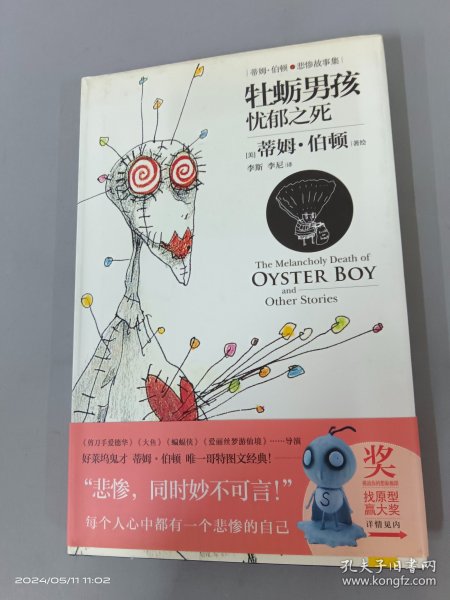 蒂姆·伯顿 悲惨故事集
牡蛎男孩
忧郁之死
[美]蒂姆·伯顿 著绘
李斯 李尼 译
The Melancholy Death of
OYSTER BOY
and
Other Stories
《剪刀手爱德华》《大鱼》《蝙蝠侠》《爱丽丝梦游仙境》……导演
好莱坞鬼才 蒂姆·伯顿 唯一哥特图文经典!
“悲惨，同时妙不可言!”
每个人心中都有一个悲惨的自己
S
奖
找原型
赢大奖
详情见内
2024/05/11 11:02
孔夫子旧书网
www.kongfz.com